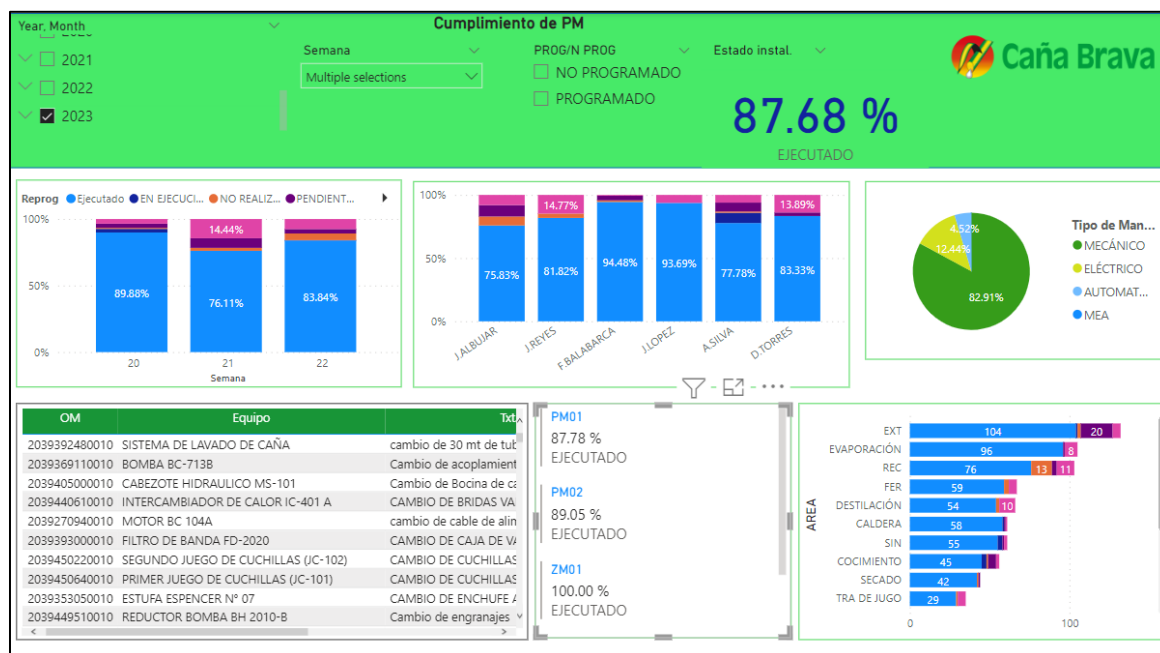 Cumplimiento de PM
Year, Month
2021
2022
2023
Semana
Multiple selections
PROG/N PROG
NO PROGRAMADO
PROGRAMADO
Estado instal.
87.68 %
EJECUTADO
Caña Brava
Reprog Ejecutado EN EJECUCI... NO REALIZ... PENDIENT...
100%
50%
0%
14.44%
89.88%
76.11%
83.84%
20 21 22
Semana
100%
50%
0%
14.77%
13.89%
75.83%
81.82%
94.48%
93.69%
77.78%
83.33%
J.ALBUJAR
J.REYES
F.BALABARCA
J.LOPEZ
A.SILVA
D.TORRES
4.52%
12.44%
82.91%
Tipo de Man...
MECÁNICO
ELÉCTRICO
AUTOMAT...
MEA
OM Equipo Txt
2039392480010 SISTEMA DE LAVADO DE CAÑA cambio de 30 mt de tub
2039369110010 BOMBA BC-713B Cambio de acoplamient
2039405000010 CABEZOTE HIDRAULICO MS-101 Cambio de Bocina de ca
2039440610010 INTERCAMBIADOR DE CALOR IC-401 A CAMBIO DE BRIDAS VA
2039270940010 MOTOR BC 104A cambio de cable de alin
2039393000010 FILTRO DE BANDA FD-2020 CAMBIO DE CAJA DE VA
2039450220010 SEGUNDO JUEGO DE CUCHILLAS (JC-102) CAMBIO DE CUCHILLAS
2039450640010 PRIMER JUEGO DE CUCHILLAS (JC-101) CAMBIO DE CUCHILLAS
2039353050010 ESTUFA ESPENCER N° 07 CAMBIO DE ENCHUFE A
2039449510010 REDUCTOR BOMBA BH 2010-B Cambio de engranajes
PM01
87.78 %
EJECUTADO
PM02
89.05 %
EJECUTADO
ZM01
100.00 %
EJECUTADO
AREA
EXT 104 20
EVAPORACIÓN 96 8
REC 76 13 11
FER 59
DESTILACIÓN 54 10
CALDERA 58
SIN 55
COCIMIENTO 45
SECADO 42
TRA DE JUGO 29
0 100